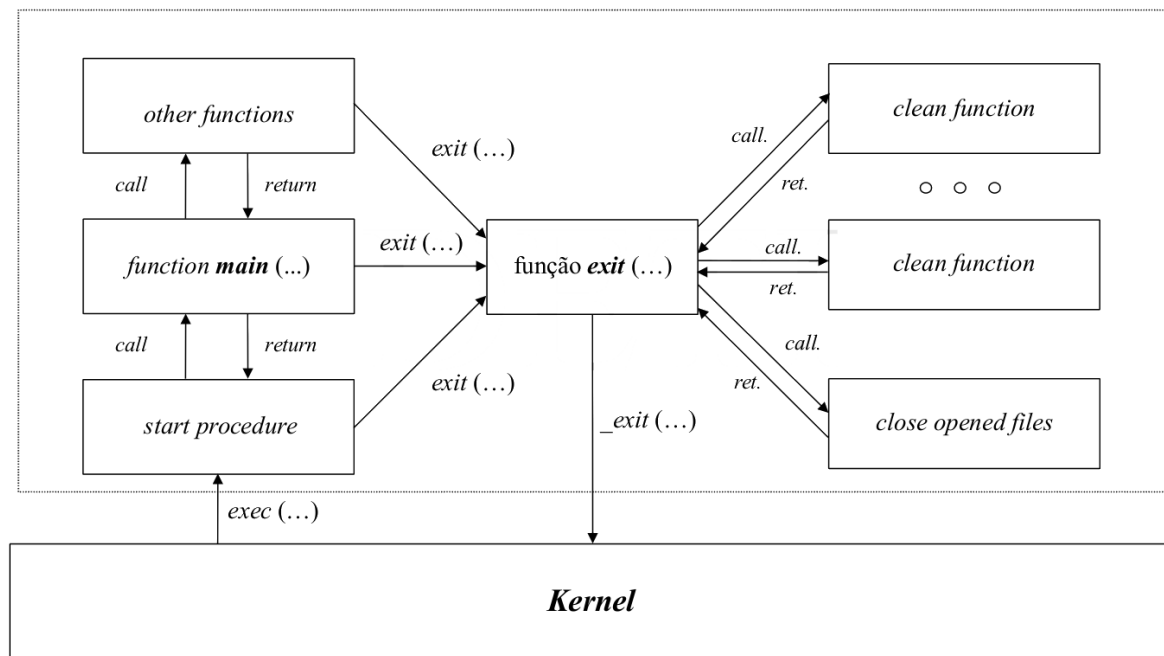 other functions
clean function
exit (…)
call.
ret.
call
return
function main (...)
exit (…)
função exit (…)
call.
ret.
clean function
call
return
exit (…)
call.
ret.
start procedure
_exit (…)
close opened files
exec (…)
Kernel